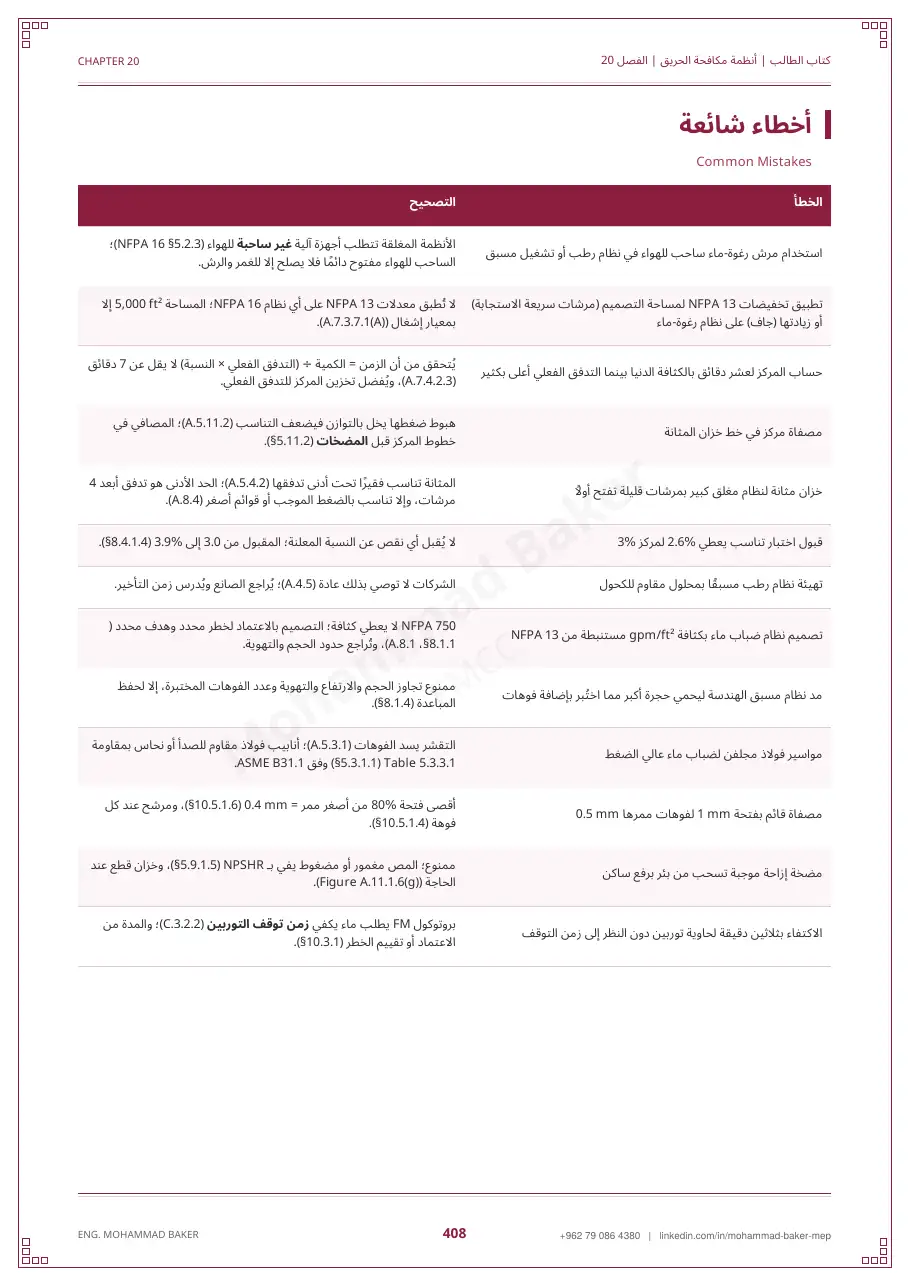 كتاب الطالب | أنظمة مكافحة الحريق | الفصل 20
CHAPTER 20
أخطاء شائعة
Common Mistakes
الخطأ
التصحيح
استخدام مرش رغوة-ماء ساحب للهواء في نظام رطب أو تشغيل مسبق
الأنظمة المغلقة تتطلب أجهزة آلية غير ساحبة للهواء (NFPA 16 §5.2.3)؛
الساحب للهواء مفتوح دائمًا فلا يصلح إلا للغمر والرش.
تطبيق تخفيضات NFPA 13 لمساحة التصميم (مرشات سريعة الاستجابة)
أو زيادتها (جاف) على نظام رغوة-ماء
لا تُطبق معدلات NFPA 13 على أي نظام NFPA 16؛ المساحة 5,000 ft² إلا
بمعيار إشغال (A.7.3.7.1(A)).
حساب المركز لعشر دقائق بالكثافة الدنيا بينما التدفق الفعلي أعلى بكثير
يُتحقق من أن الزمن = الكمية ÷ (التدفق الفعلي × النسبة) لا يقل عن 7 دقائق
(A.7.4.2.3)، ويُفضل تخزين المركز للتدفق الفعلي.
مصفاة مركز في خط خزان المثانة
هبوط ضغطها يخل بالتوازن فيضعف التناسب (A.5.11.2)؛ المصافي في
خطوط المركز قبل المضخات (§5.11.2).
خزان مثانة لنظام مغلق كبير بمرشات قليلة تفتح أولًا
المثانة تناسب فقيرًا تحت أدنى تدفقها (A.5.4.2)؛ الحد الأدنى هو تدفق أبعد 4
مرشات، وإلا تناسب بالضغط الموجب أو قوائم أصغر (A.8.4).
قبول اختبار تناسب يعطي 2.6% لمركز 3%
لا يُقبل أي نقص عن النسبة المعلنة؛ المقبول من 3.0 إلى 3.9% (§8.4.1.4).
تهيئة نظام رطب مسبقًا بمحلول مقاوم للكحول
الشركات لا توصي بذلك عادة (A.4.5)؛ يُراجع الصانع ويُدرس زمن التأخير.
تصميم نظام ضباب ماء بكثافة gpm/ft² مستنبطة من NFPA 13
NFPA 750 لا يعطي كثافة؛ التصميم بالاعتماد لخطر محدد وهدف محدد (
§8.1.1، A.8.1)، وتُراجع حدود الحجم والتهوية.
مد نظام مسبق الهندسة ليحمي حجرة أكبر مما اختُبر بإضافة فوهات
ممنوع تجاوز الحجم والارتفاع والتهوية وعدد الفوهات المختبرة، إلا لحفظ
المباعدة (§8.1.4).
مواسير فولاذ مجلفن لضباب ماء عالي الضغط
التقشر يسد الفوهات (A.5.3.1)؛ أنابيب فولاذ مقاوم للصدأ أو نحاس بمقاومة
Table 5.3.3.1 (§5.3.1.1) وفق ASME B31.1.
مصفاة قائم بفتحة 1 mm لفوهات ممرها 0.5 mm
أقصى فتحة 80% من أصغر ممر = 0.4 mm (§10.5.1.6)، ومرشح عند كل
فوهة (§10.5.1.4).
مضخة إزاحة موجبة تسحب من بئر برفع ساكن
ممنوع؛ المص مغمور أو مضغوط يفي بـ NPSHR (§5.9.1.5)، وخزان قطع عند
الحاجة (Figure A.11.1.6(g)).
الاكتفاء بثلاثين دقيقة لحاوية توربين دون النظر إلى زمن التوقف
بروتوكول FM يطلب ماء يكفي زمن توقف التوربين (C.3.2.2)؛ والمدة من
الاعتماد أو تقييم الخطر (§10.3.1).
Mohammad Baker
MCC
ENG. MOHAMMAD BAKER
408
+962 79 086 4380 | linkedin.com/in/mohammad-baker-mep